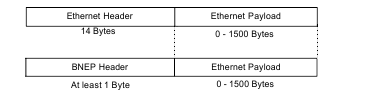 Ethernet Header Ethernet Payload
14 Bytes 0 - 1500 Bytes
BNEP Header Ethernet Payload
At least 1 Byte 0 - 1500 Bytes